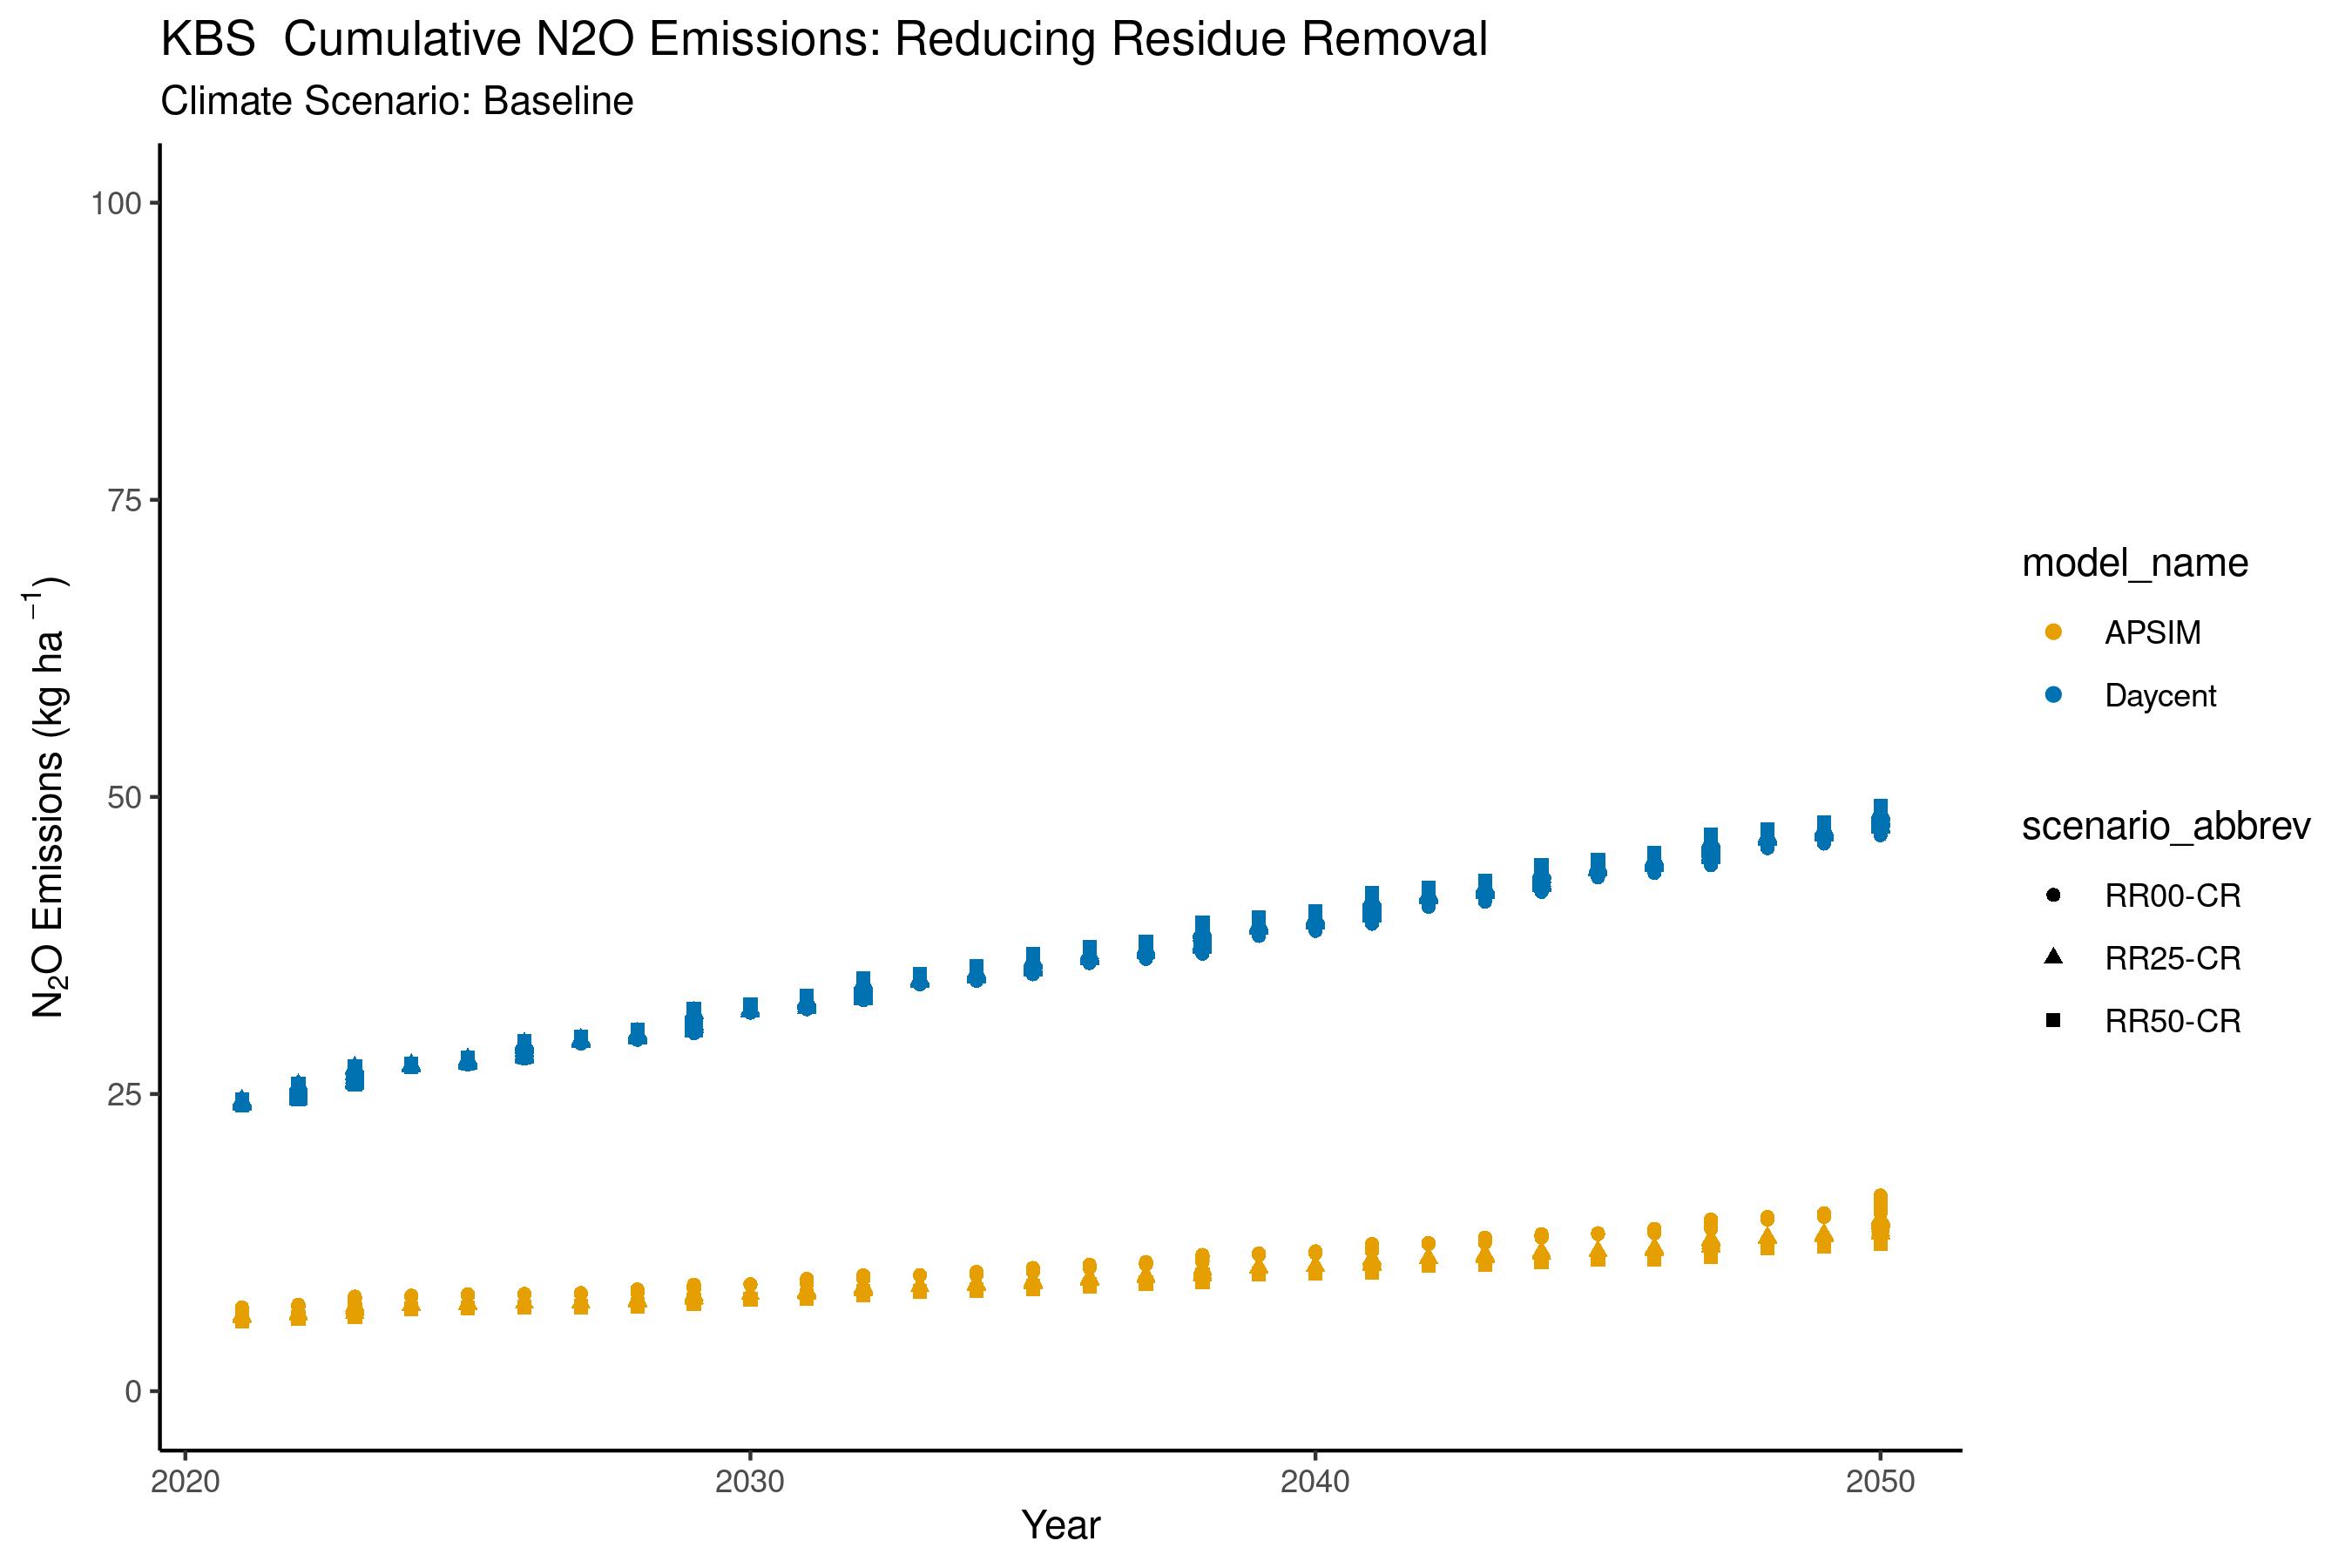 KBS  Cumulative N2O Emissions: Reducing Residue Removal
Climate Scenario: Baseline
100
75
50
25
0
N₂O Emissions (kg ha⁻¹)
2020 2030 2040 2050
Year
model_name
APSIM
Daycent
scenario_abbrev
RR00-CR
RR25-CR
RR50-CR